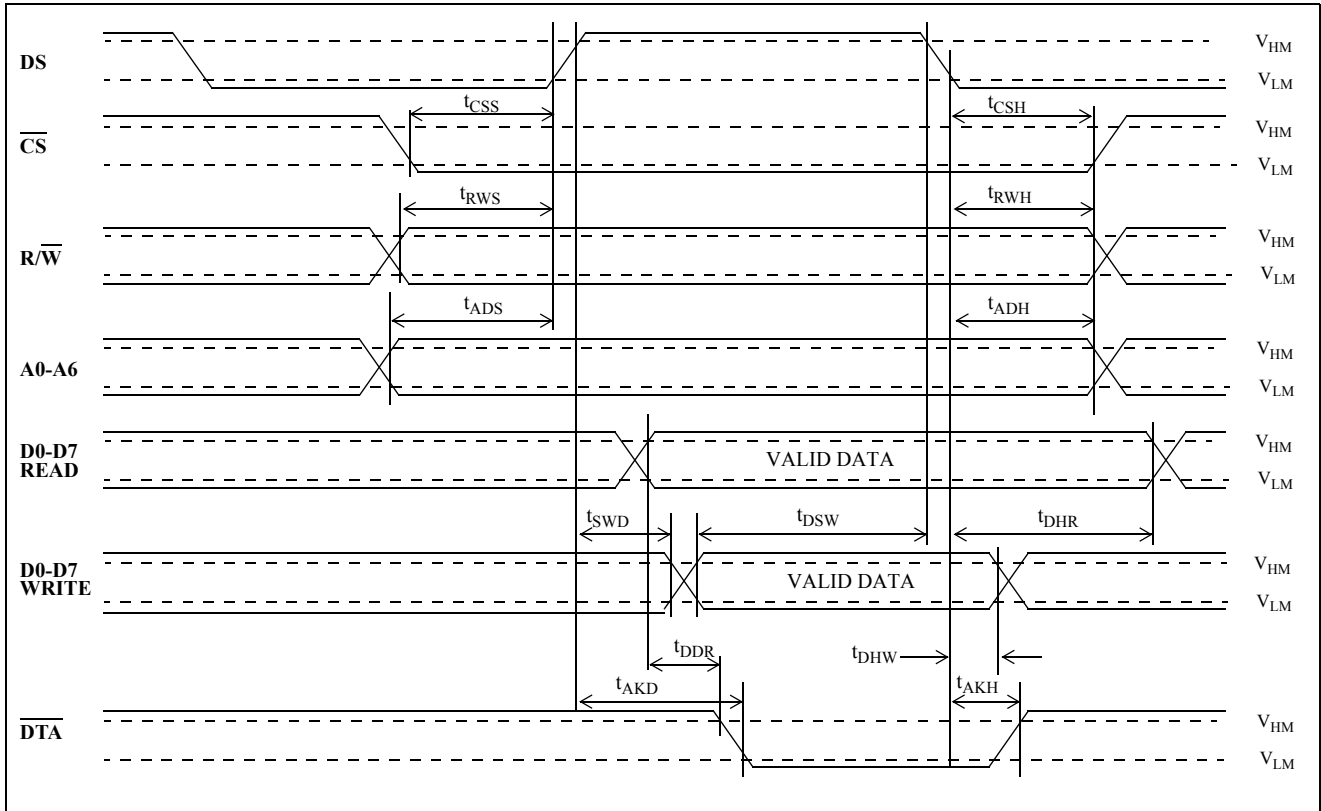 DS
V_HM
V_LM
t_CSS
t_CSH
C̅S̅
V_HM
V_LM
t_RWS
t_RWH
R/W̅
V_HM
V_LM
t_ADS
t_ADH
A0-A6
V_HM
V_LM
D0-D7
READ
VALID DATA
V_HM
V_LM
t_SWD
t_DSW
t_DHR
D0-D7
WRITE
VALID DATA
V_HM
V_LM
t_DDR
t_DHW
t_AKD
t_AKH
D̅T̅A̅
V_HM
V_LM